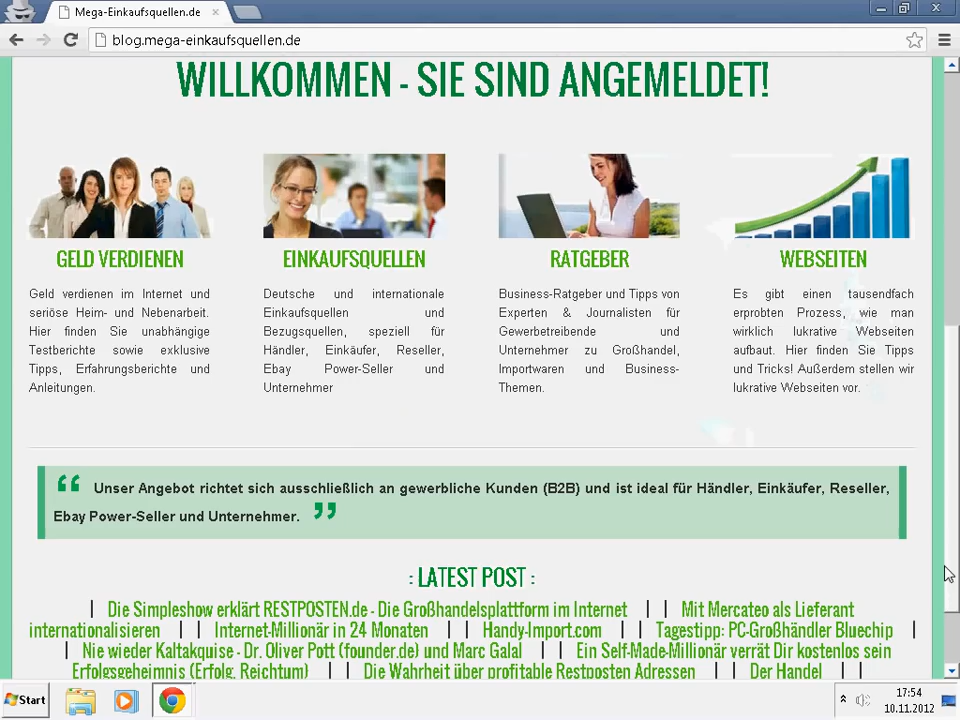 Mega-Einkaufsquellen.de
blog.mega-einkaufsquellen.de
WILLKOMMEN - SIE SIND ANGEMELDET!
GELD VERDIENEN
Geld verdienen im Internet und
seriöse Heim- und Nebenarbeit.
Hier finden Sie unabhängige
Testberichte sowie exklusive
Tipps, Erfahrungsberichte und
Anleitungen.
EINKAUFSQUELLEN
Deutsche und internationale
Einkaufsquellen und
Bezugsquellen, speziell für
Händler, Einkäufer, Reseller,
Ebay Power-Seller und
Unternehmer
RATGEBER
Business-Ratgeber und Tipps von
Experten & Journalisten für
Gewerbetreibende und
Unternehmer zu Großhandel,
Importwaren und Business-
Themen.
WEBSEITEN
Es gibt einen tausendfach
erprobten Prozess, wie man
wirklich lukrative Webseiten
aufbaut. Hier finden Sie Tipps
und Tricks! Außerdem stellen wir
lukrative Webseiten vor.
“ Unser Angebot richtet sich ausschließlich an gewerbliche Kunden (B2B) und ist ideal für Händler, Einkäufer, Reseller,
Ebay Power-Seller und Unternehmer. ”
: LATEST POST :
| Die Simpleshow erklärt RESTPOSTEN.de - Die Großhandelsplattform im Internet | | Mit Mercateo als Lieferant
internationalisieren | | Internet-Millionär in 24 Monaten | | Handy-Import.com | | Tagestipp: PC-Großhändler Bluechip |
| Nie wieder Kaltakquise - Dr. Oliver Pott (founder.de) und Marc Galal | | Ein Self-Made-Millionär verrät Dir kostenlos sein
Erfolgsgeheimnis (Erfolg, Reichtum) | | Die Wahrheit über profitable Restposten Adressen | | Der Handel | |
Start
17:54
10.11.2012